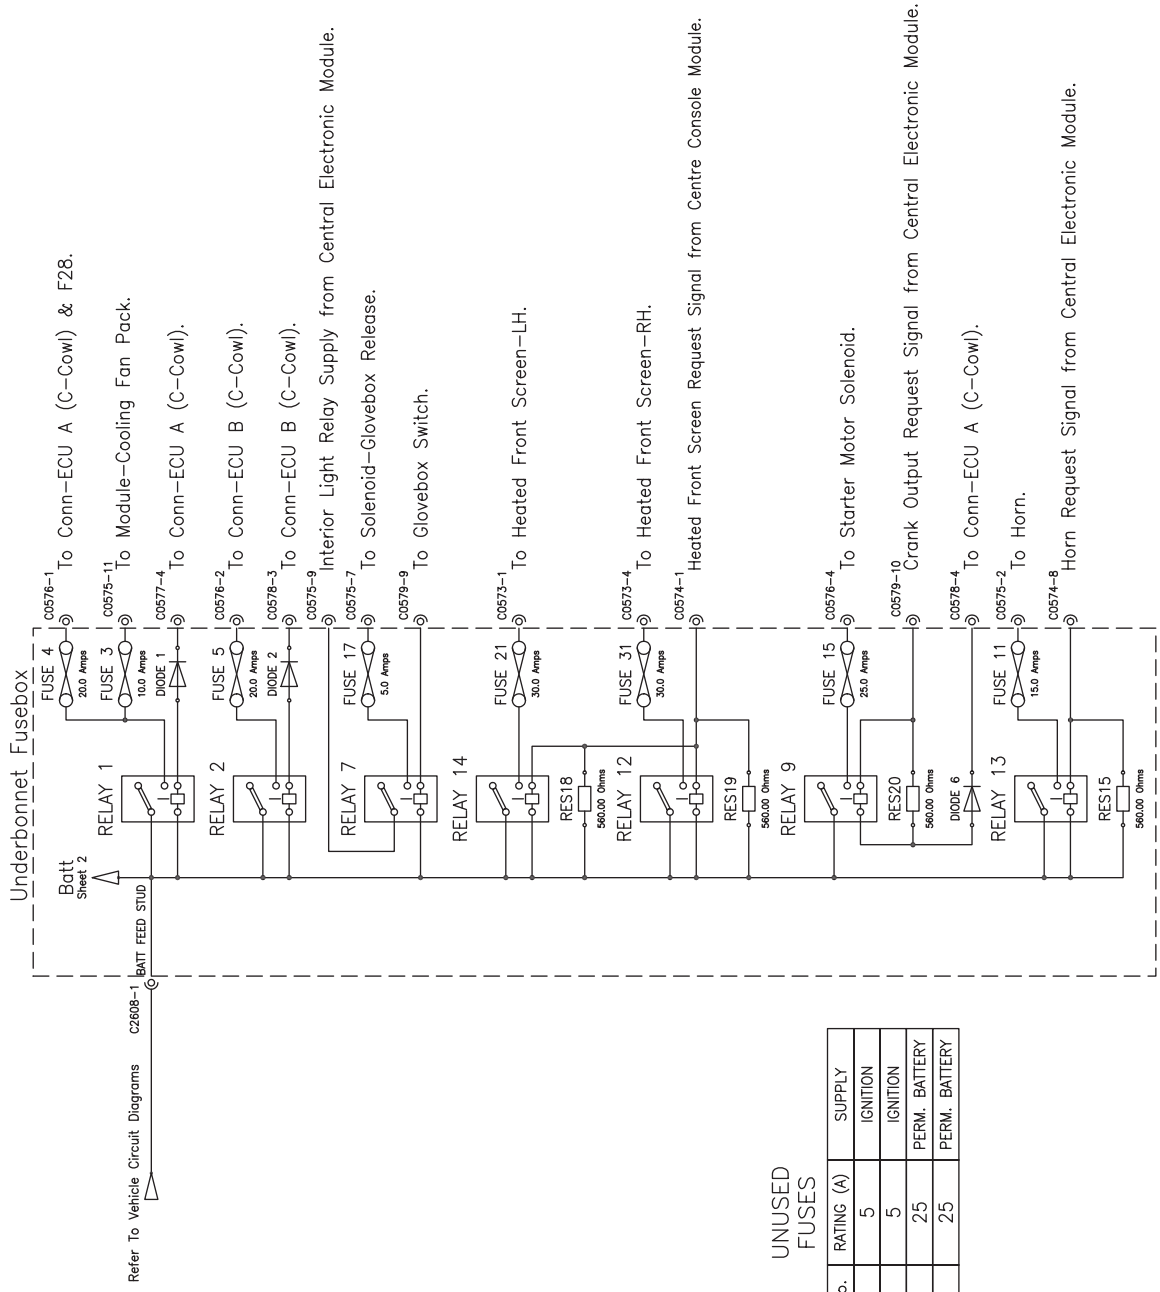 Underbonnet Fusebox
Refer To Vehicle Circuit Diagrams
C2608-1
BATT FEED STUD
Batt
Sheet 2
RELAY 1
FUSE 4
20.0 Amps
C0576-1
To Conn-ECU A (C-Cowl) & F28.
FUSE 3
10.0 Amps
C0575-11
To Module-Cooling Fan Pack.
DIODE 1
C0577-4
To Conn-ECU A (C-Cowl).
RELAY 2
FUSE 5
20.0 Amps
C0576-2
To Conn-ECU B (C-Cowl).
DIODE 2
C0578-3
To Conn-ECU B (C-Cowl).
C0575-9
Interior Light Relay Supply from Central Electronic Module.
RELAY 7
FUSE 17
5.0 Amps
C0575-7
To Solenoid-Glovebox Release.
C0579-9
To Glovebox Switch.
RELAY 14
FUSE 21
30.0 Amps
C0573-1
To Heated Front Screen-LH.
RES18
560.00 Ohms
RELAY 12
FUSE 31
30.0 Amps
C0573-4
To Heated Front Screen-RH.
C0574-1
Heated Front Screen Request Signal from Centre Console Module.
RES19
560.00 Ohms
RELAY 9
FUSE 15
25.0 Amps
C0576-4
To Starter Motor Solenoid.
RES20
560.00 Ohms
C0579-10
Crank Output Request Signal from Central Electronic Module.
DIODE 6
C0578-4
To Conn-ECU A (C-Cowl).
RELAY 13
FUSE 11
15.0 Amps
C0575-2
To Horn.
C0574-8
Horn Request Signal from Central Electronic Module.
RES15
560.00 Ohms
UNUSED
FUSES
o. RATING (A) SUPPLY
5 IGNITION
5 IGNITION
25 PERM. BATTERY
25 PERM. BATTERY